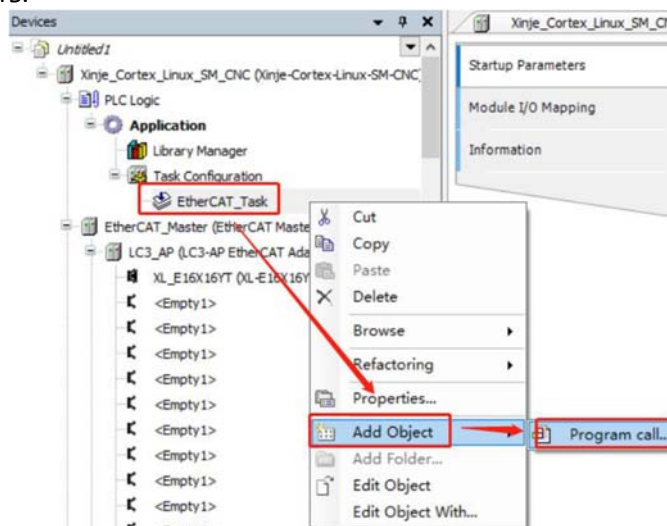 Devices
Xinje_Cortex_Linux_SM_C
Untitled1
Startup Parameters
Xinje_Cortex_Linux_SM_CNC (Xinje-Cortex-Linux-SM-CNC)
PLC Logic
Module I/O Mapping
Application
Library Manager
Information
Task Configuration
EtherCAT_Task
EtherCAT_Master (EtherCAT Maste
LC3_AP (LC3-AP EtherCAT Ada
XL_E16X16YT (XL-E16X16Y
<Empty1>
<Empty1>
<Empty1>
<Empty1>
<Empty1>
<Empty1>
<Empty1>
<Empty1>
Cut
Copy
Paste
Delete
Browse
Refactoring
Properties...
Add Object
Program call...
Add Folder...
Edit Object
Edit Object With...